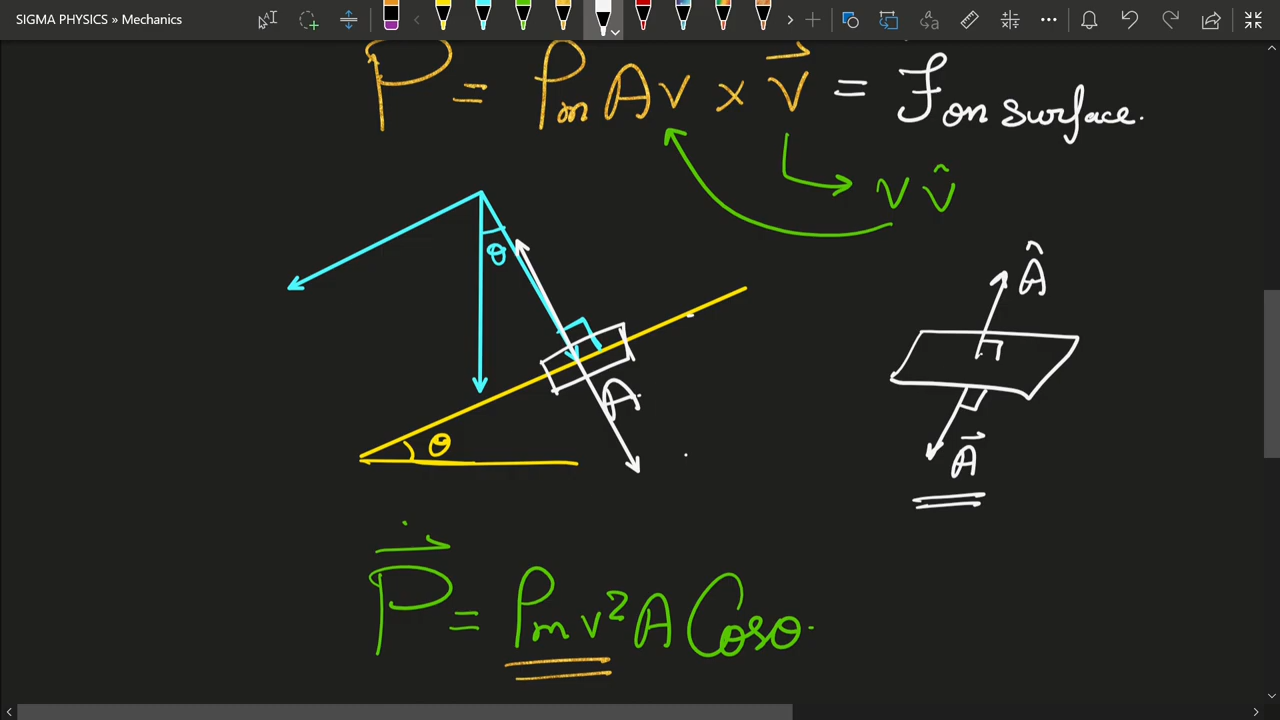 SIGMA PHYSICS » Mechanics
P = ρₘ A v × v⃗ = F on surface.
v v̂
θ
Â
A
θ
A⃗
P⃗ = ρₘ v² A Cosθ